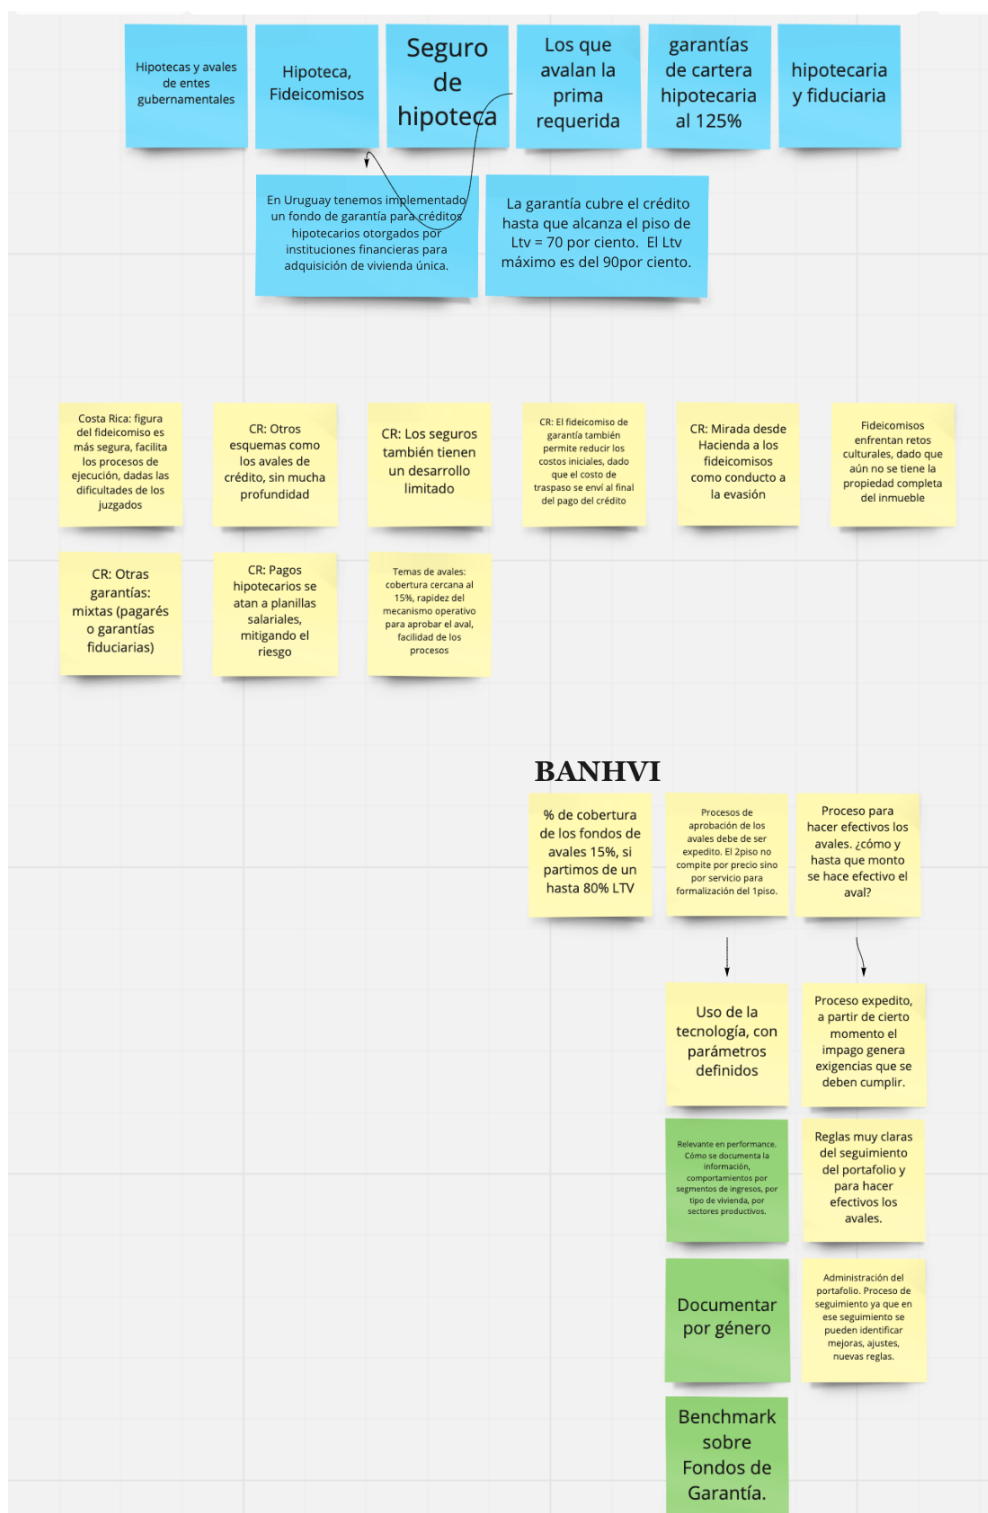 Hipotecas y avales
de entes
gubernamentales
Hipoteca,
Fideicomisos
Seguro
de
hipoteca
Los que
avalan la
prima
requerida
garantías
de cartera
hipotecaria
al 125%
hipotecaria
y fiduciaria
En Uruguay tenemos implementado
un fondo de garantía para créditos
hipotecarios otorgados por
instituciones financieras para
adquisición de vivienda única.
La garantía cubre el crédito
hasta que alcanza el piso de
Ltv = 70 por ciento. El Ltv
máximo es del 90por ciento.
Costa Rica: figura
del fideicomiso es
más segura, facilita
los procesos de
ejecución, dadas las
dificultades de los
juzgados
CR: Otros
esquemas como
los avales de
crédito, sin mucha
profundidad
CR: Los seguros
también tienen
un desarrollo
limitado
CR: El fideicomiso de
garantía también
permite reducir los
costos iniciales, dado
que el costo de
traspaso se enví al final
del pago del crédito
CR: Mirada desde
Hacienda a los
fideicomisos
como conducto a
la evasión
Fideicomisos
enfrentan retos
culturales, dado que
aún no se tiene la
propiedad completa
del inmueble
CR: Otras
garantías:
mixtas (pagarés
o garantías
fiduciarias)
CR: Pagos
hipotecarios se
atan a planillas
salariales,
mitigando el
riesgo
Temas de avales:
cobertura cercana al
15%, rapidez del
mecanismo operativo
para aprobar el aval,
facilidad de los
procesos
BANHVI
% de cobertura
de los fondos de
avales 15%, si
partimos de un
hasta 80% LTV
Procesos de
aprobación de los
avales debe de ser
expedito. El 2piso no
compite por precio sino
por servicio para
formalización del 1piso.
Proceso para
hacer efectivos los
avales. ¿cómo y
hasta que monto
se hace efectivo el
aval?
Uso de la
tecnología, con
parámetros
definidos
Proceso expedito,
a partir de cierto
momento el
impago genera
exigencias que se
deben cumplir.
Relevante en performance.
Cómo se documenta la
información,
comportamientos por
segmentos de ingresos, por
tipo de vivienda, por
sectores productivos.
Reglas muy claras
del seguimiento
del portafolio y
para hacer
efectivos los
avales.
Documentar
por género
Administración del
portafolio. Proceso de
seguimiento ya que en
ese seguimiento se
pueden identificar
mejoras, ajustes,
nuevas reglas.
Benchmark
sobre
Fondos de
Garantía.